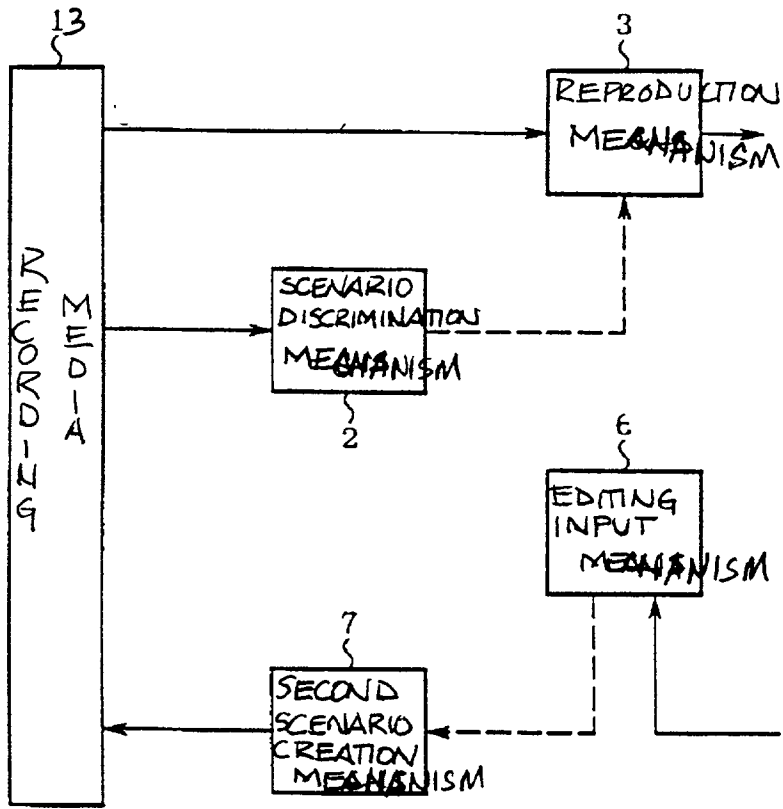 13
RECORDING
MEDIA
3
REPRODUCTION
MECHANISM
SCENARIO
DISCRIMINATION
MECHANISM
2
6
EDITING
INPUT
MECHANISM
7
SECOND
SCENARIO
CREATION
MECHANISM